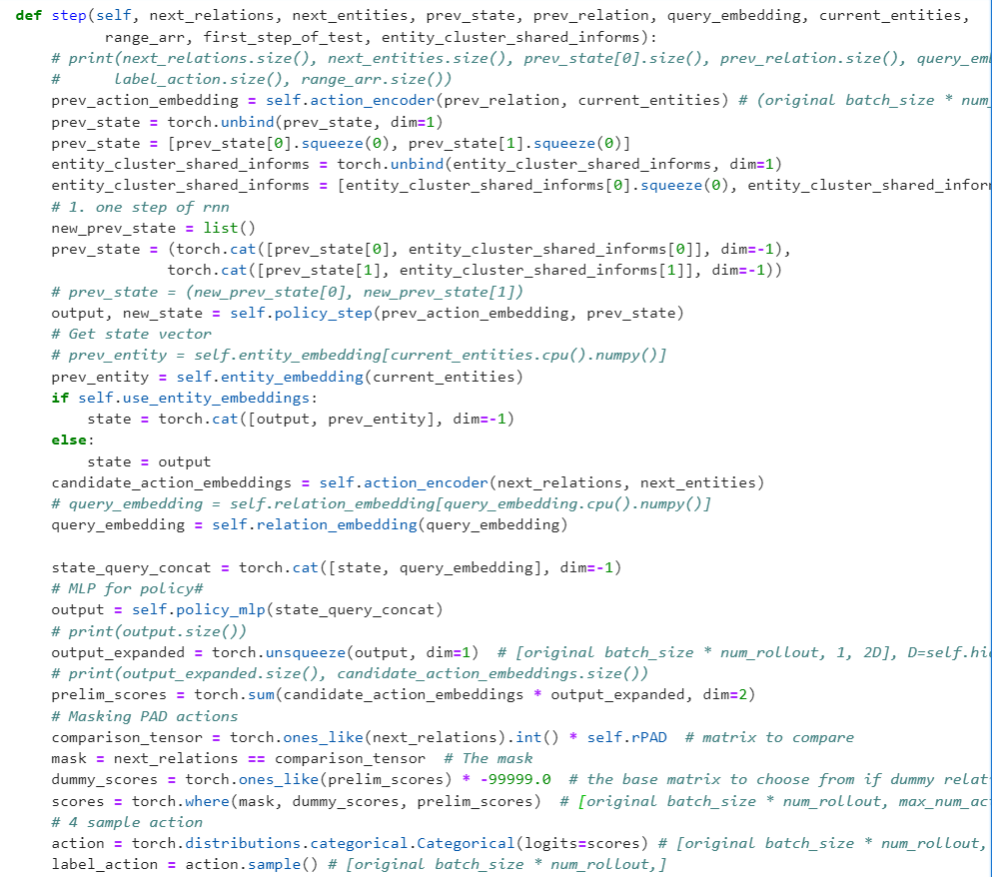 def step(self, next_relations, next_entities, prev_state, prev_relation, query_embedding, current_entities,
          range_arr, first_step_of_test, entity_cluster_shared_informs):
    # print(next_relations.size(), next_entities.size(), prev_state[0].size(), prev_relation.size(), query_em
    #      label_action.size(), range_arr.size())
    prev_action_embedding = self.action_encoder(prev_relation, current_entities) # (original batch_size * num_
    prev_state = torch.unbind(prev_state, dim=1)
    prev_state = [prev_state[0].squeeze(0), prev_state[1].squeeze(0)]
    entity_cluster_shared_informs = torch.unbind(entity_cluster_shared_informs, dim=1)
    entity_cluster_shared_informs = [entity_cluster_shared_informs[0].squeeze(0), entity_cluster_shared_infor
    # 1. one step of rnn
    new_prev_state = list()
    prev_state = (torch.cat([prev_state[0], entity_cluster_shared_informs[0]], dim=-1),
                 torch.cat([prev_state[1], entity_cluster_shared_informs[1]], dim=-1))
    # prev_state = (new_prev_state[0], new_prev_state[1])
    output, new_state = self.policy_step(prev_action_embedding, prev_state)
    # Get state vector
    # prev_entity = self.entity_embedding[current_entities.cpu().numpy()]
    prev_entity = self.entity_embedding(current_entities)
    if self.use_entity_embeddings:
        state = torch.cat([output, prev_entity], dim=-1)
    else:
        state = output
    candidate_action_embeddings = self.action_encoder(next_relations, next_entities)
    # query_embedding = self.relation_embedding[query_embedding.cpu().numpy()]
    query_embedding = self.relation_embedding(query_embedding)

    state_query_concat = torch.cat([state, query_embedding], dim=-1)
    # MLP for policy#
    output = self.policy_mlp(state_query_concat)
    # print(output.size())
    output_expanded = torch.unsqueeze(output, dim=1)  # [original batch_size * num_rollout, 1, 2D], D=self.hi
    # print(output_expanded.size(), candidate_action_embeddings.size())
    prelim_scores = torch.sum(candidate_action_embeddings * output_expanded, dim=2)
    # Masking PAD actions
    comparison_tensor = torch.ones_like(next_relations).int() * self.rPAD  # matrix to compare
    mask = next_relations == comparison_tensor  # The mask
    dummy_scores = torch.ones_like(prelim_scores) * -99999.0  # the base matrix to choose from if dummy relat
    scores = torch.where(mask, dummy_scores, prelim_scores)  # [original batch_size * num_rollout, max_num_ac
    # 4 sample action
    action = torch.distributions.categorical.Categorical(logits=scores) # [original batch_size * num_rollout,
    label_action = action.sample() # [original batch_size * num_rollout,]